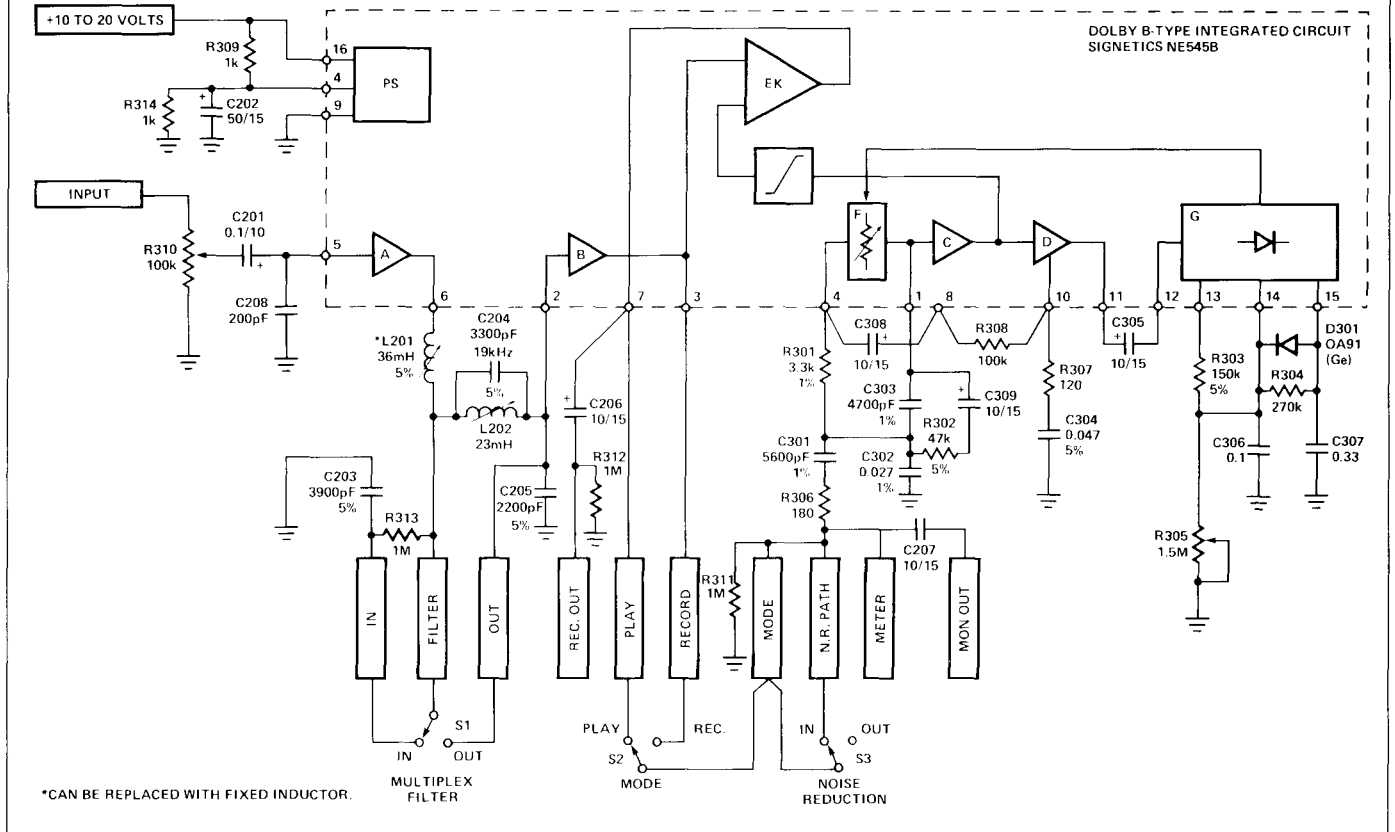 +10 TO 20 VOLTS
DOLBY B-TYPE INTEGRATED CIRCUIT
SIGNETICS NE545B
R309
1k
16
4
9
PS
R314
1k
+
C202
50/15
EK
INPUT
R310
100k
C201
0.1/10
+
C208
200pF
5
A
B
F
C
D
G
6
2
7
3
4
1
8
10
11
12
13
14
15
*L201
36mH
5%
C204
3300pF
19kHz
5%
L202
23mH
C203
3900pF
5%
R313
1M
C205
2200pF
5%
+
C206
10/15
R312
1M
R301
3.3k
1%
C308
+
10/15
R308
100k
C303
4700pF
1%
+
C309
10/15
R302
47k
5%
C301
5600pF
1%
C302
0.027
1%
R306
180
R307
120
C304
0.047
5%
+
C305
10/15
R303
150k
5%
D301
OA91
(Ge)
R304
270k
C306
0.1
C307
0.33
R305
1.5M
R311
1M
C207
10/15
IN
FILTER
OUT
REC. OUT
PLAY
RECORD
MODE
N.R. PATH
METER
MON OUT
S1
IN
OUT
MULTIPLEX
FILTER
PLAY
REC.
S2
MODE
IN
OUT
S3
NOISE
REDUCTION
*CAN BE REPLACED WITH FIXED INDUCTOR.